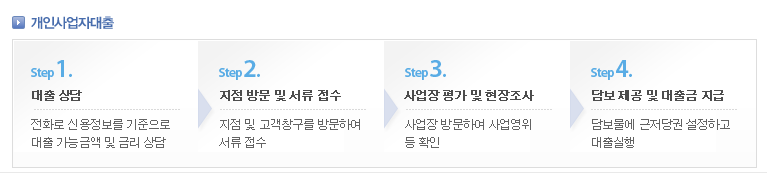 개인사업자대출
Step 1.
대출 상담
전화로 신용정보를 기준으로
대출 가능금액 및 금리 상담
Step 2.
지점 방문 및 서류 접수
지점 및 고객창구를 방문하여
서류 접수
Step 3.
사업장 평가 및 현장조사
사업장 방문하여 사업영위
등 확인
Step 4.
담보 제공 및 대출금 지급
담보물에 근저당권 설정하고
대출실행